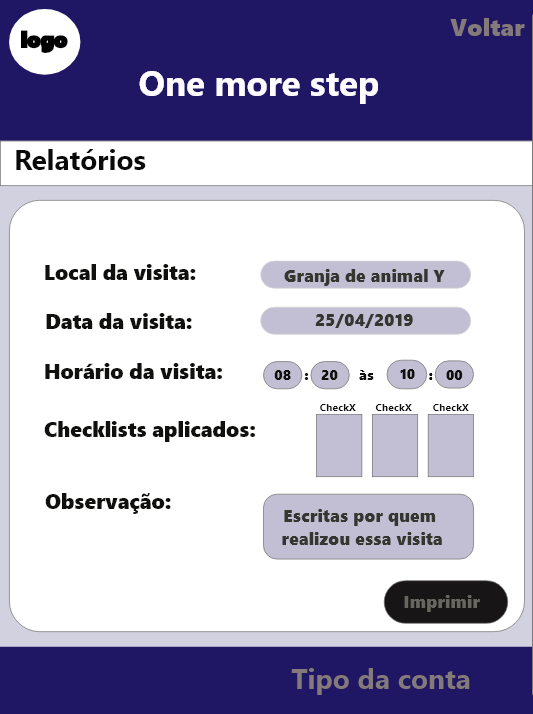 logo
Voltar
One more step
Relatórios
Local da visita:
Granja de animal Y
Data da visita:
25/04/2019
Horário da visita:
08 : 20 às 10 : 00
CheckX CheckX CheckX
Checklists aplicados:
Observação:
Escritas por quem
realizou essa visita
Imprimir
Tipo da conta